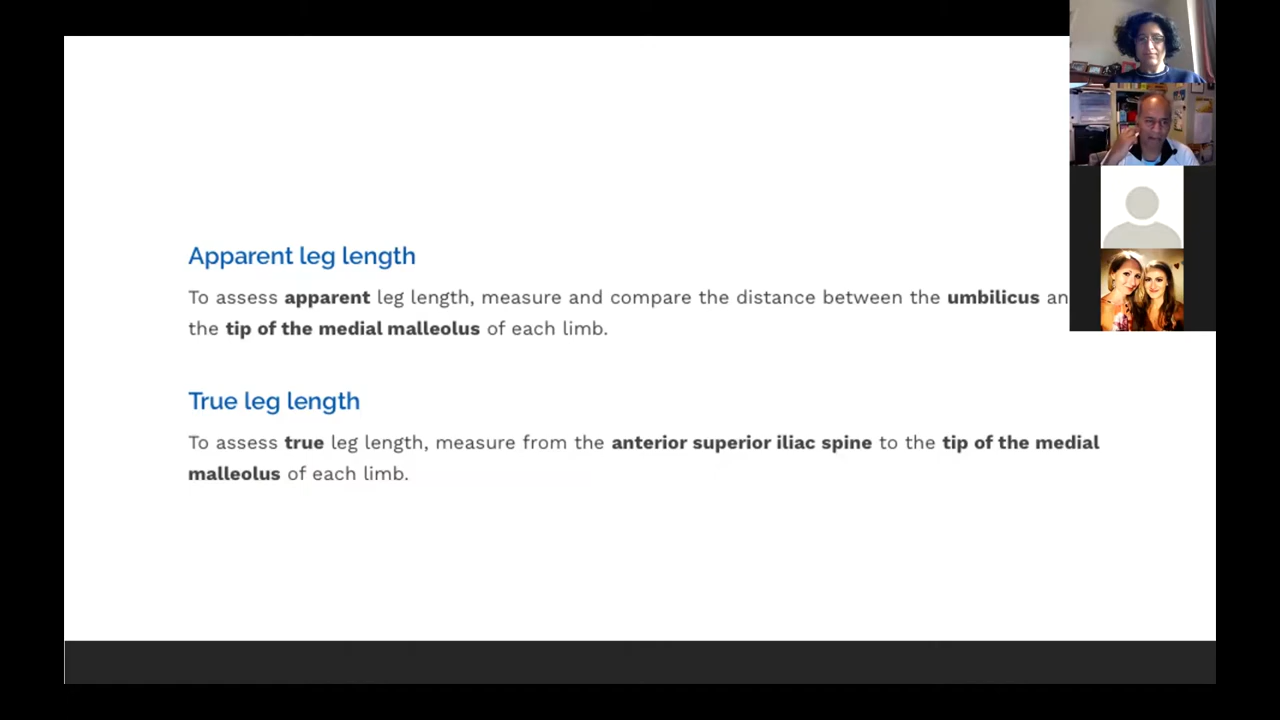 Apparent leg length
To assess apparent leg length, measure and compare the distance between the umbilicus an
the tip of the medial malleolus of each limb.
True leg length
To assess true leg length, measure from the anterior superior iliac spine to the tip of the medial
malleolus of each limb.